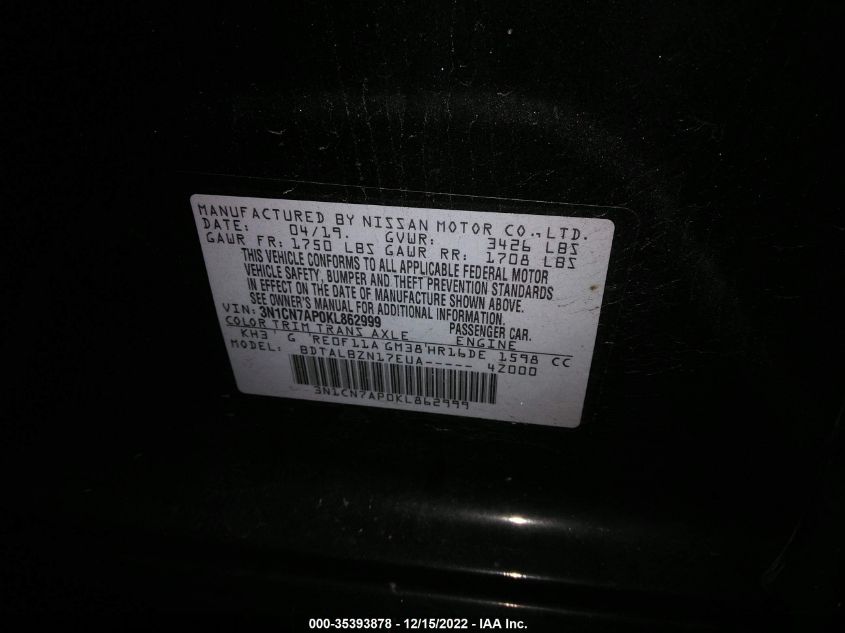 MANUFACTURED BY NISSAN MOTOR CO.,LTD.
DATE: 04/19. GVWR: 3426 LBS
GAWR FR: 1750 LBS GAWR RR: 1708 LBS
THIS VEHICLE CONFORMS TO ALL APPLICABLE FEDERAL MOTOR
VEHICLE SAFETY, BUMPER AND THEFT PREVENTION STANDARDS
IN EFFECT ON THE DATE OF MANUFACTURE SHOWN ABOVE.
SEE OWNER'S MANUAL FOR ADDITIONAL INFORMATION.
VIN: 3N1CN7AP0KL862999 PASSENGER CAR.
COLOR TRIM TRANS AXLE ENGINE
KH3 G RE0F11A GM38 HR16DE 1598 CC
MODEL: BDTALBZN17EUA----- 4Z000
3N1CN7AP0KL862999
000-35393878 - 12/15/2022 - IAA Inc.